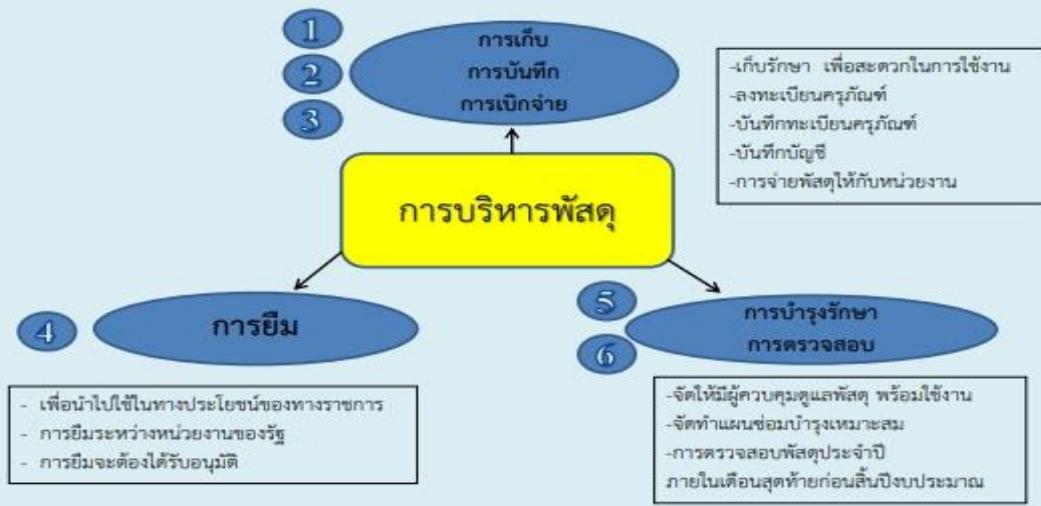 1
การเก็บ
2
การบันทึก
3
การเบิกจ่าย
-เก็บรักษา เพื่อสะดวกในการใช้งาน
-ลงทะเบียนครุภัณฑ์
-บันทึกทะเบียนครุภัณฑ์
-บันทึกบัญชี
-การจ่ายพัสดุให้กับหน่วยงาน
การบริหารพัสดุ
4
การยืม
- เพื่อนำไปใช้ในทางประโยชน์ของทางราชการ
- การยืมระหว่างหน่วยงานของรัฐ
- การยืมจะต้องได้รับอนุมัติ
5
การบำรุงรักษา
6
การตรวจสอบ
-จัดให้มีผู้ควบคุมดูแลพัสดุ พร้อมใช้งาน
-จัดทำแผนซ่อมบำรุงเหมาะสม
-การตรวจสอบพัสดุประจำปี
ภายในเดือนสุดท้ายก่อนสิ้นปีงบประมาณ